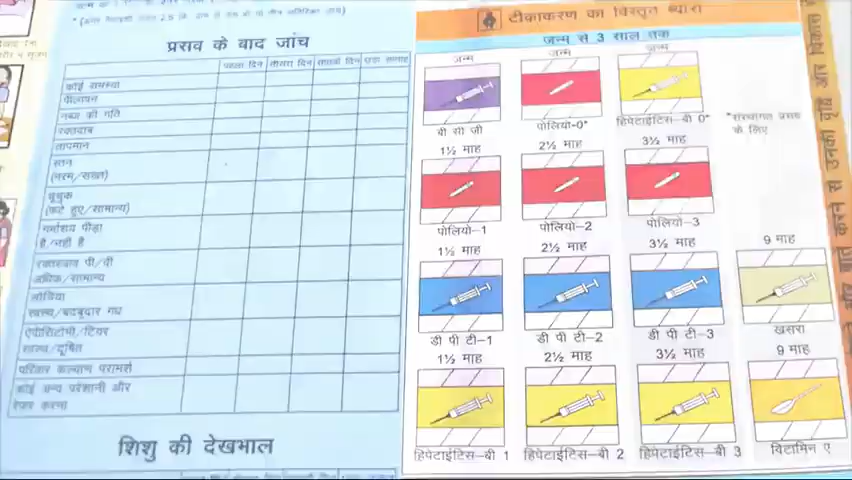 प्रसव के बाद जांच
पहला दिन तीसरा दिन सातवां दिन छठा सप्ताह
कोई समस्या
पीलापन
नब्ज की गति
रक्तचाप
तापमान
स्तन
(नरम/सख्त)
चूचुक
(फटे हुए/सामान्य)
गर्भाशय पीड़ा
है/नहीं है
रक्तस्त्राव पी/वी
अधिक/सामान्य
लोचिया
स्वस्थ/बदबूदार गंध
एपीसिटोमी/टियर
स्वस्थ/दूषित
परिवार कल्याण परामर्श
कोई अन्य परेशानी और
रेफर करना
शिशु की देखभाल
टीकाकरण का विस्तृत ब्यौरा
जन्म से 3 साल तक
जन्म जन्म जन्म
बी सी जी पोलियो-0* हिपेटाईटिस-बी 0*
*संस्थागत प्रसव
के लिए
1½ माह 2½ माह 3½ माह
पोलियो-1 पोलियो-2 पोलियो-3
1½ माह 2½ माह 3½ माह 9 माह
डी पी टी-1 डी पी टी-2 डी पी टी-3 खसरा
1½ माह 2½ माह 3½ माह 9 माह
हिपेटाईटिस-बी 1 हिपेटाईटिस-बी 2 हिपेटाईटिस-बी 3 विटामिन ए